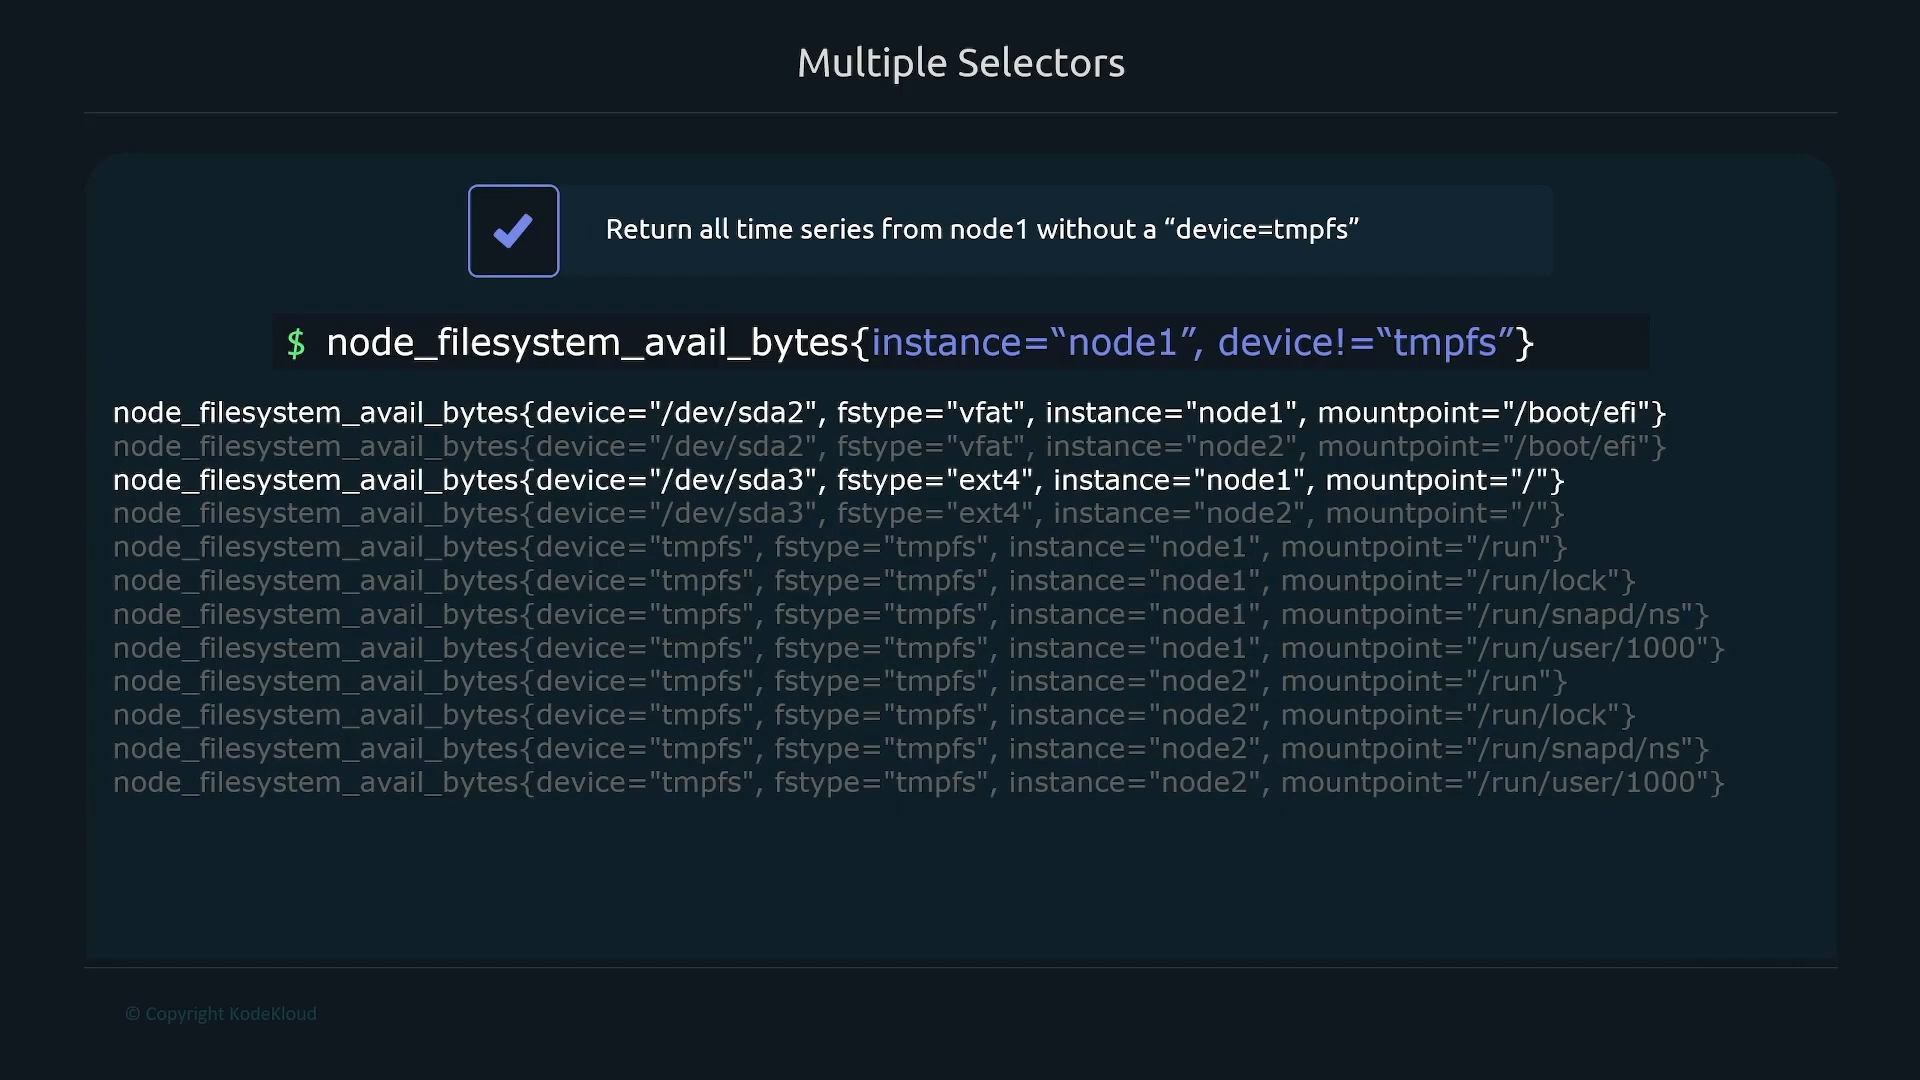 Multiple Selectors
Return all time series from node1 without a “device=tmpfs”
$ node_filesystem_avail_bytes{instance=“node1”, device!=“tmpfs”}
node_filesystem_avail_bytes{device="/dev/sda2", fstype="vfat", instance="node1", mountpoint="/boot/efi"}
node_filesystem_avail_bytes{device="/dev/sda2", fstype="vfat", instance="node2", mountpoint="/boot/efi"}
node_filesystem_avail_bytes{device="/dev/sda3", fstype="ext4", instance="node1", mountpoint="/"}
node_filesystem_avail_bytes{device="/dev/sda3", fstype="ext4", instance="node2", mountpoint="/"}
node_filesystem_avail_bytes{device="tmpfs", fstype="tmpfs", instance="node1", mountpoint="/run"}
node_filesystem_avail_bytes{device="tmpfs", fstype="tmpfs", instance="node1", mountpoint="/run/lock"}
node_filesystem_avail_bytes{device="tmpfs", fstype="tmpfs", instance="node1", mountpoint="/run/snapd/ns"}
node_filesystem_avail_bytes{device="tmpfs", fstype="tmpfs", instance="node1", mountpoint="/run/user/1000"}
node_filesystem_avail_bytes{device="tmpfs", fstype="tmpfs", instance="node2", mountpoint="/run"}
node_filesystem_avail_bytes{device="tmpfs", fstype="tmpfs", instance="node2", mountpoint="/run/lock"}
node_filesystem_avail_bytes{device="tmpfs", fstype="tmpfs", instance="node2", mountpoint="/run/snapd/ns"}
node_filesystem_avail_bytes{device="tmpfs", fstype="tmpfs", instance="node2", mountpoint="/run/user/1000"}
© Copyright KodeKloud